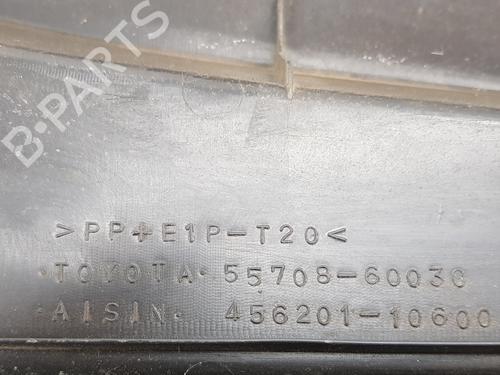 B-PARTS
>PP+E1P-T20<
·TOYOTA· 55708-60030
·AISIN· 456201-10600